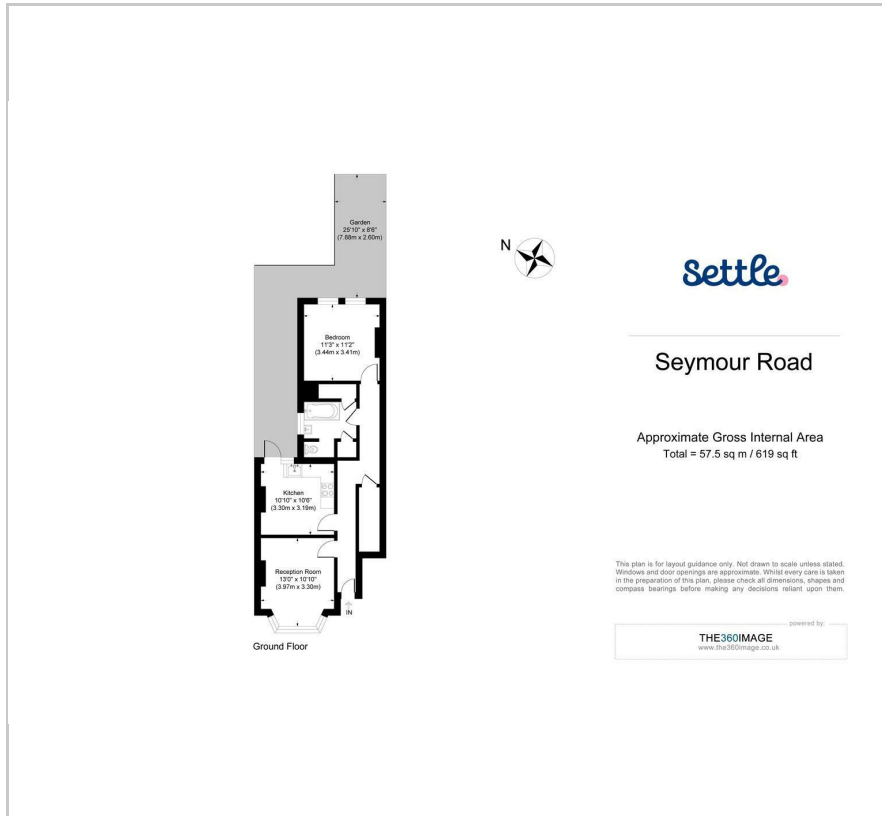 Garden
25'10" x 8'6"
(7.88m x 2.60m)
N
settle
Bedroom
11'3" x 11'2"
(3.44m x 3.41m)
Seymour Road
Approximate Gross Internal Area
Total = 57.5 sq m / 619 sq ft
Kitchen
10'10" x 10'6"
(3.30m x 3.19m)
Reception Room
13'0" x 10'10"
(3.97m x 3.30m)
IN
Ground Floor
This plan is for layout guidance only. Not drawn to scale unless stated.
Windows and door openings are approximate. Whilst every care is taken
in the preparation of this plan, please check all dimensions, shapes and
compass bearings before making any decisions reliant upon them.
powered by:
THE360IMAGE
www.the360image.co.uk